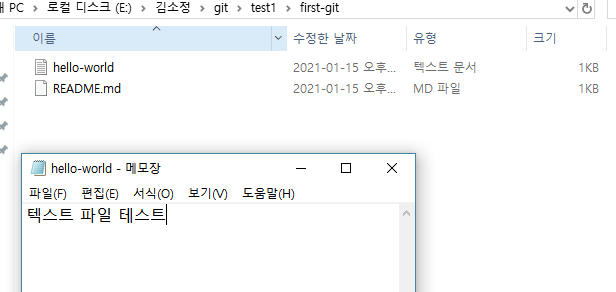 PC > 로컬 디스크 (E:) > 김소정 > git > test1 > first-git
이름 수정한 날짜 유형 크기
hello-world 2021-01-15 오후... 텍스트 문서 1KB
README.md 2021-01-15 오후... MD 파일 1KB
hello-world - 메모장
파일(F) 편집(E) 서식(O) 보기(V) 도움말(H)
텍스트 파일 테스트